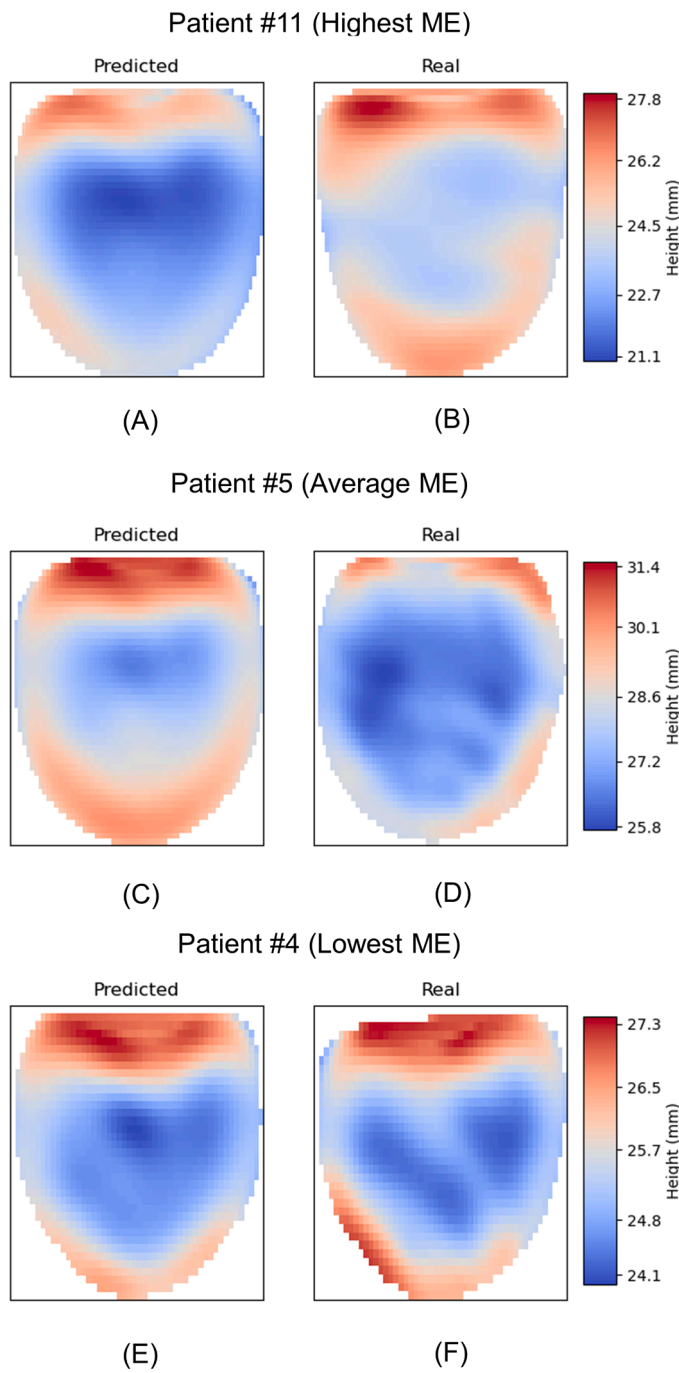 Patient #11 (Highest ME)
Predicted
Real
27.8
26.2
24.5
22.7
21.1
Height (mm)
(A)
(B)
Patient #5 (Average ME)
Predicted
Real
31.4
30.1
28.6
27.2
25.8
Height (mm)
(C)
(D)
Patient #4 (Lowest ME)
Predicted
Real
27.3
26.5
25.7
24.8
24.1
Height (mm)
(E)
(F)